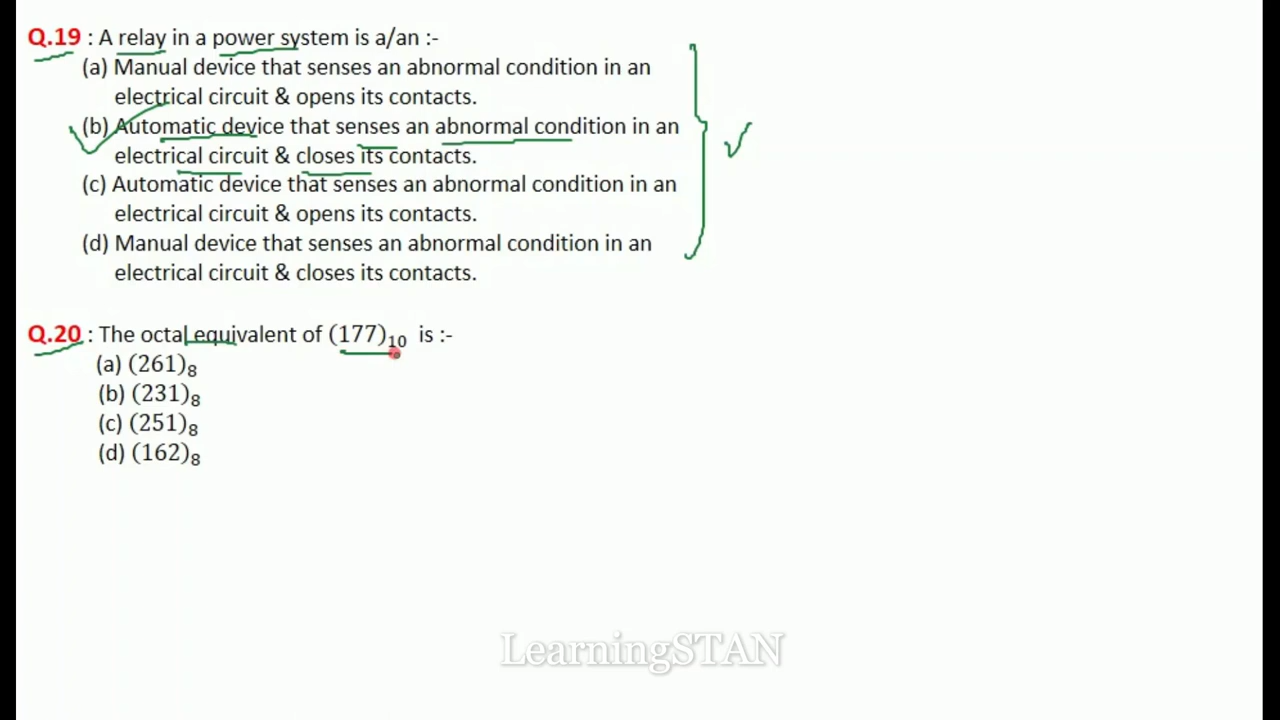 Q.19 : A relay in a power system is a/an :-
(a) Manual device that senses an abnormal condition in an
electrical circuit & opens its contacts.
(b) Automatic device that senses an abnormal condition in an
electrical circuit & closes its contacts.
(c) Automatic device that senses an abnormal condition in an
electrical circuit & opens its contacts.
(d) Manual device that senses an abnormal condition in an
electrical circuit & closes its contacts.
Q.20 : The octal equivalent of (177)₁₀ is :-
(a) (261)₈
(b) (231)₈
(c) (251)₈
(d) (162)₈
LearningSTAN